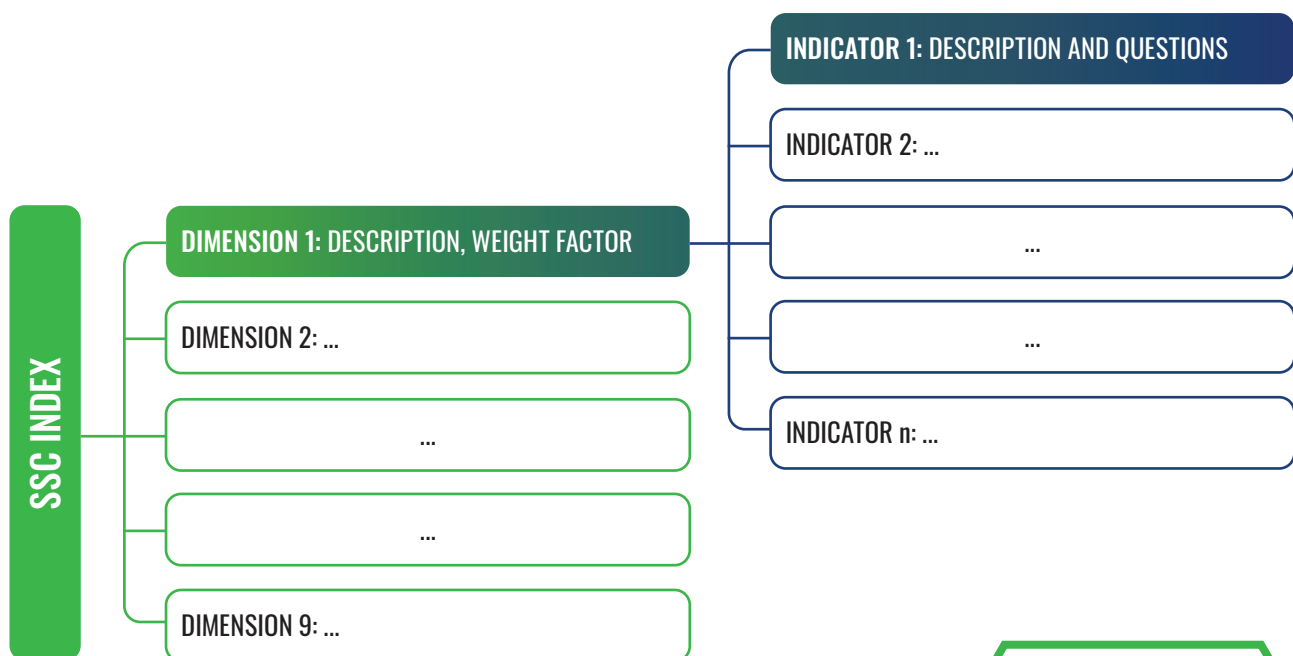 SSC INDEX
DIMENSION 1: DESCRIPTION, WEIGHT FACTOR
DIMENSION 2: ...
...
...
DIMENSION 9: ...
INDICATOR 1: DESCRIPTION AND QUESTIONS
INDICATOR 2: ...
...
...
INDICATOR n: ...